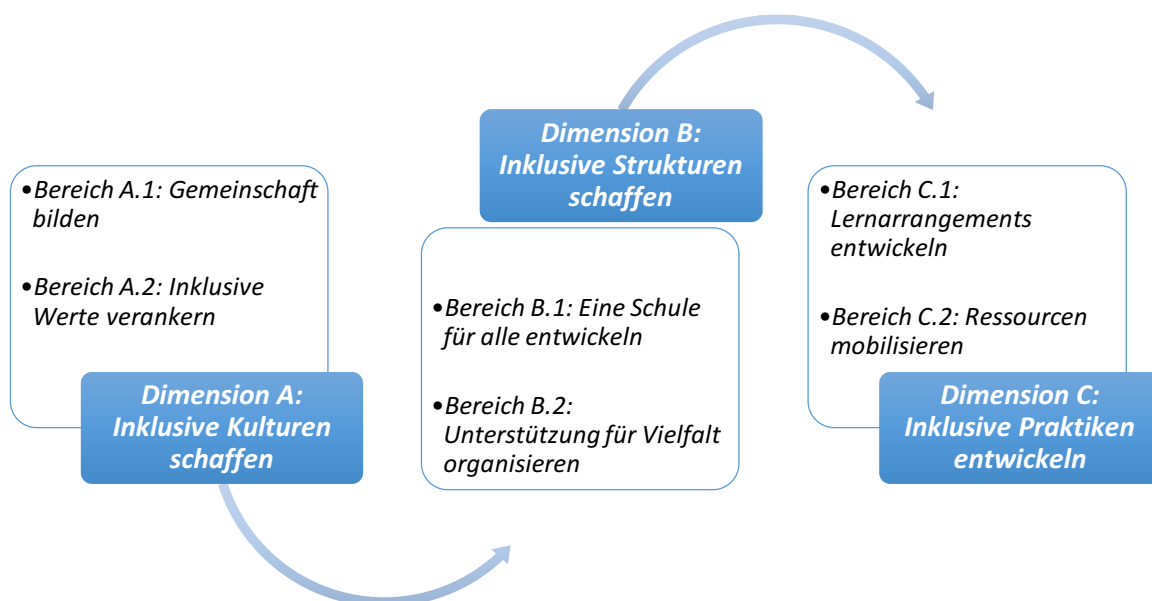 •Bereich A.1: Gemeinschaft
bilden
•Bereich A.2: Inklusive
Werte verankern
Dimension A:
Inklusive Kulturen
schaffen
Dimension B:
Inklusive Strukturen
schaffen
•Bereich B.1: Eine Schule
für alle entwickeln
•Bereich B.2:
Unterstützung für Vielfalt
organisieren
•Bereich C.1:
Lernarrangements
entwickeln
•Bereich C.2: Ressourcen
mobilisieren
Dimension C:
Inklusive Praktiken
entwickeln